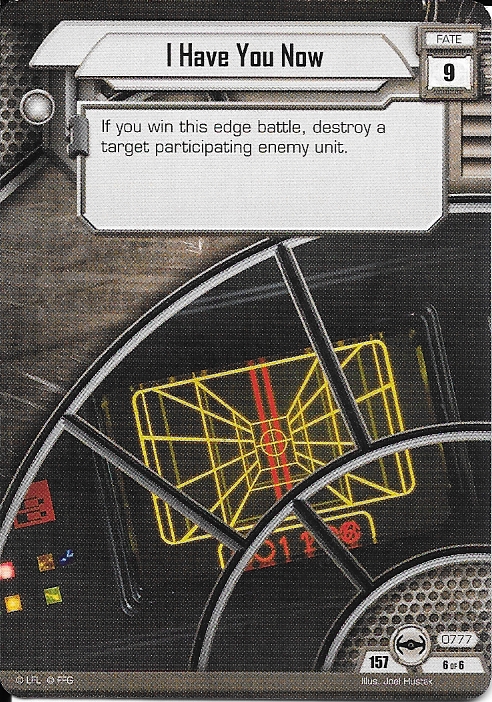 I Have You Now
FATE
9
If you win this edge battle, destroy a
target participating enemy unit.
0777
157
6 OF 6
© LFL © FFG
Illus. Joel Hustak